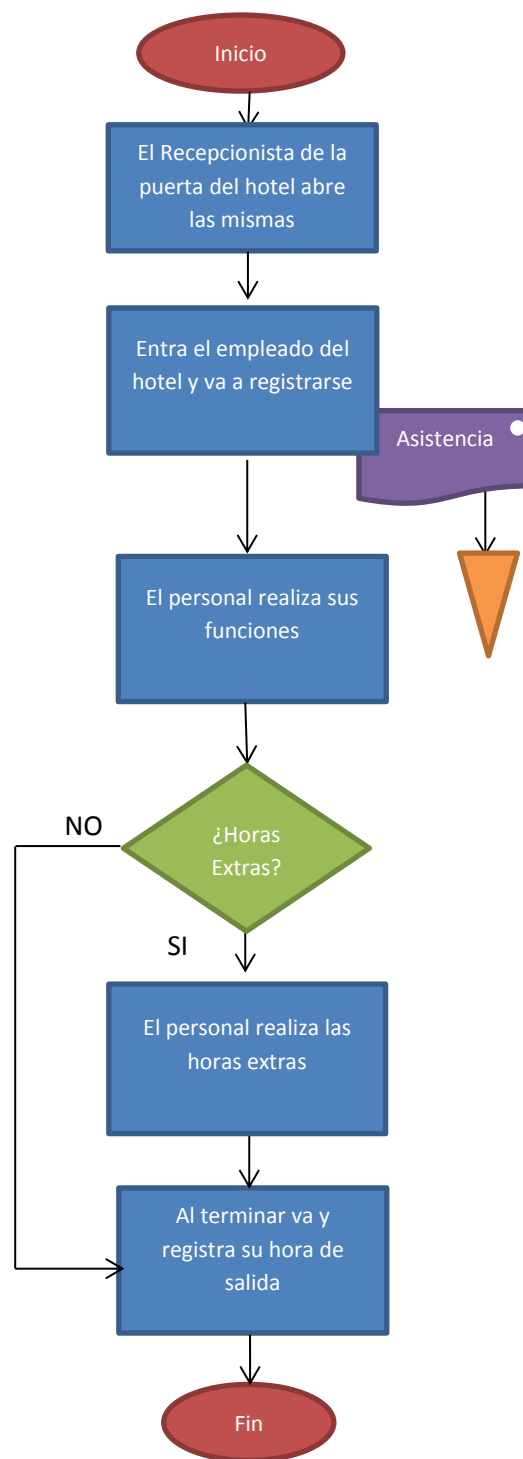 Inicio
El Recepcionista de la
puerta del hotel abre
las mismas
Entra el empleado del
hotel y va a registrarse
Asistencia
El personal realiza sus
funciones
¿Horas
Extras?
NO
SI
El personal realiza las
horas extras
Al terminar va y
registra su hora de
salida
Fin